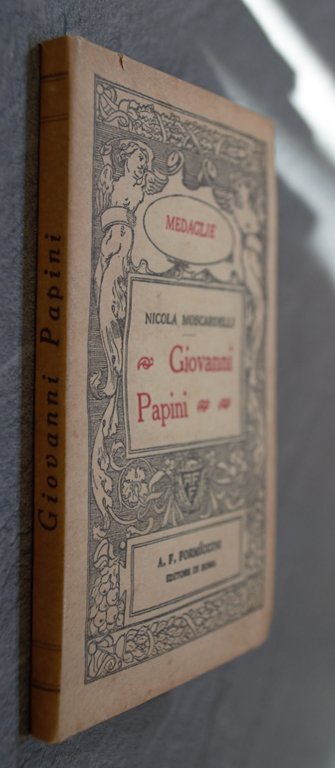 Giovanni Papini
MEDAGLIE
NICOLA MOSCARDELLI
Giovanni
Papini
A. F. FORMÍGGINI
EDITORE IN ROMA